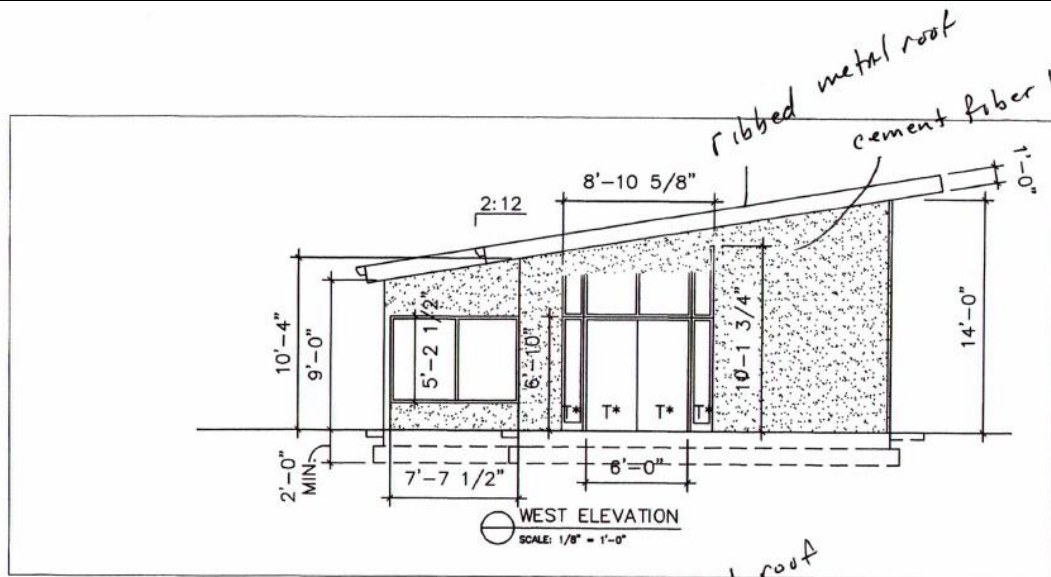 ribbed metal roof
cement fiber
1'-0"
8'-10 5/8"
2:12
10'-4"
9'-0"
5'-2 1/2"
6'-10"
10'-1 3/4"
14'-0"
T* T* T* T*
2'-0"
MIN.
7'-7 1/2"
6'-0"
WEST ELEVATION
SCALE: 1/8" = 1'-0"
roof